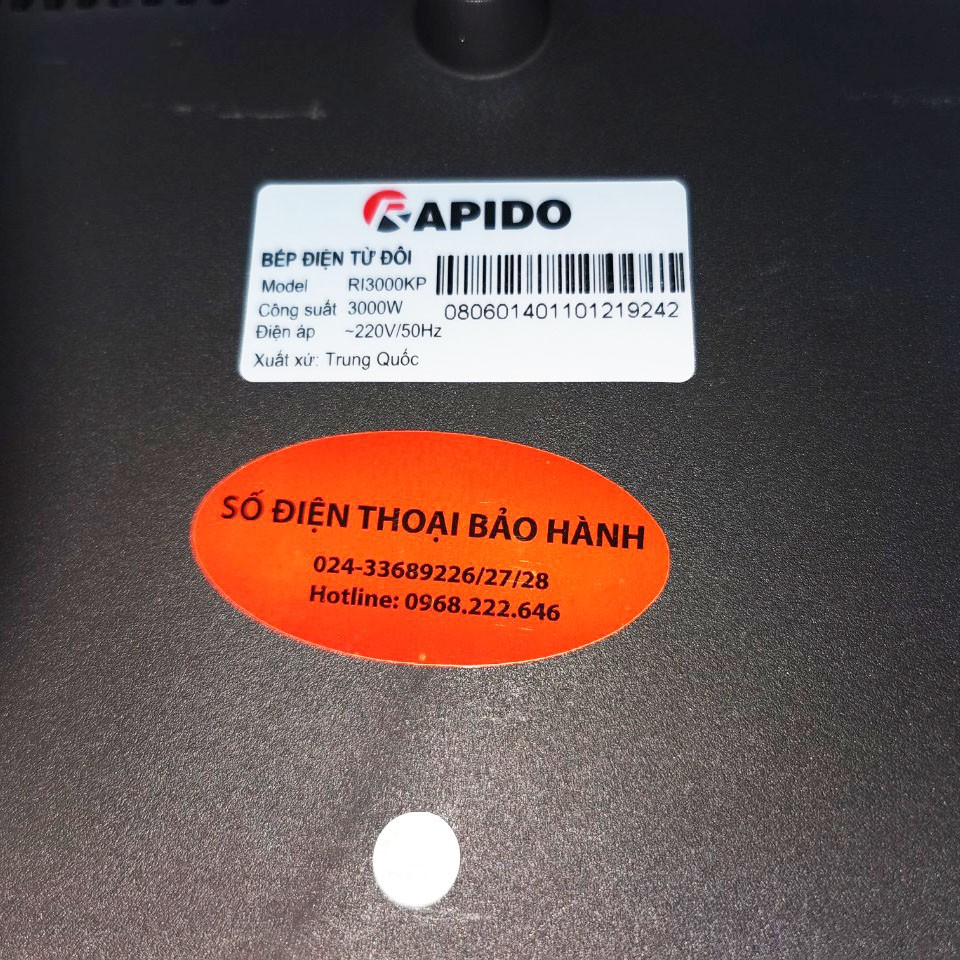 RAPIDO
BẾP ĐIỆN TỪ ĐÔI
Model RI3000KP
Công suất 3000W
Điện áp ~220V/50Hz
Xuất xứ: Trung Quốc
080601401101219242
SỐ ĐIỆN THOẠI BẢO HÀNH
024-33689226/27/28
Hotline: 0968.222.646